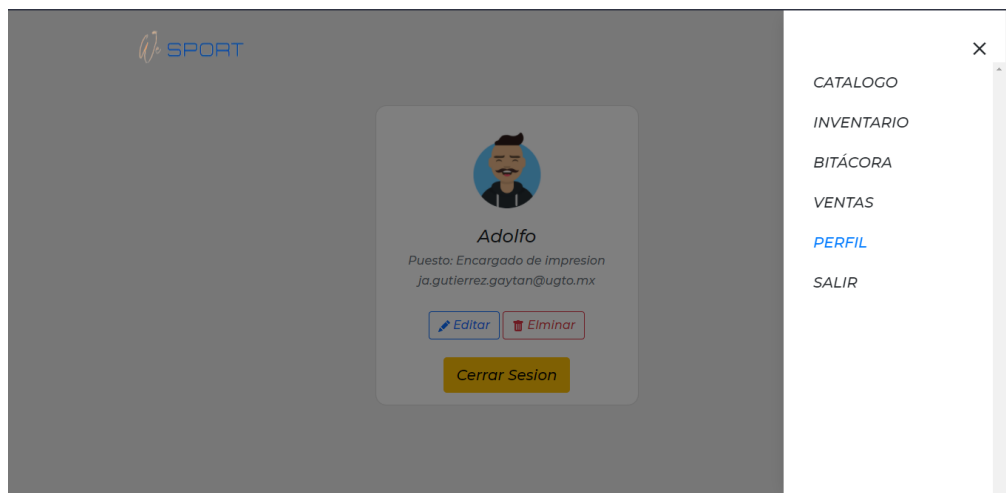 We SPORT
CATALOGO
INVENTARIO
BITÁCORA
VENTAS
PERFIL
SALIR
Adolfo
Puesto: Encargado de impresion
ja.gutierrez.gaytan@ugto.mx
Editar
Elminar
Cerrar Sesion